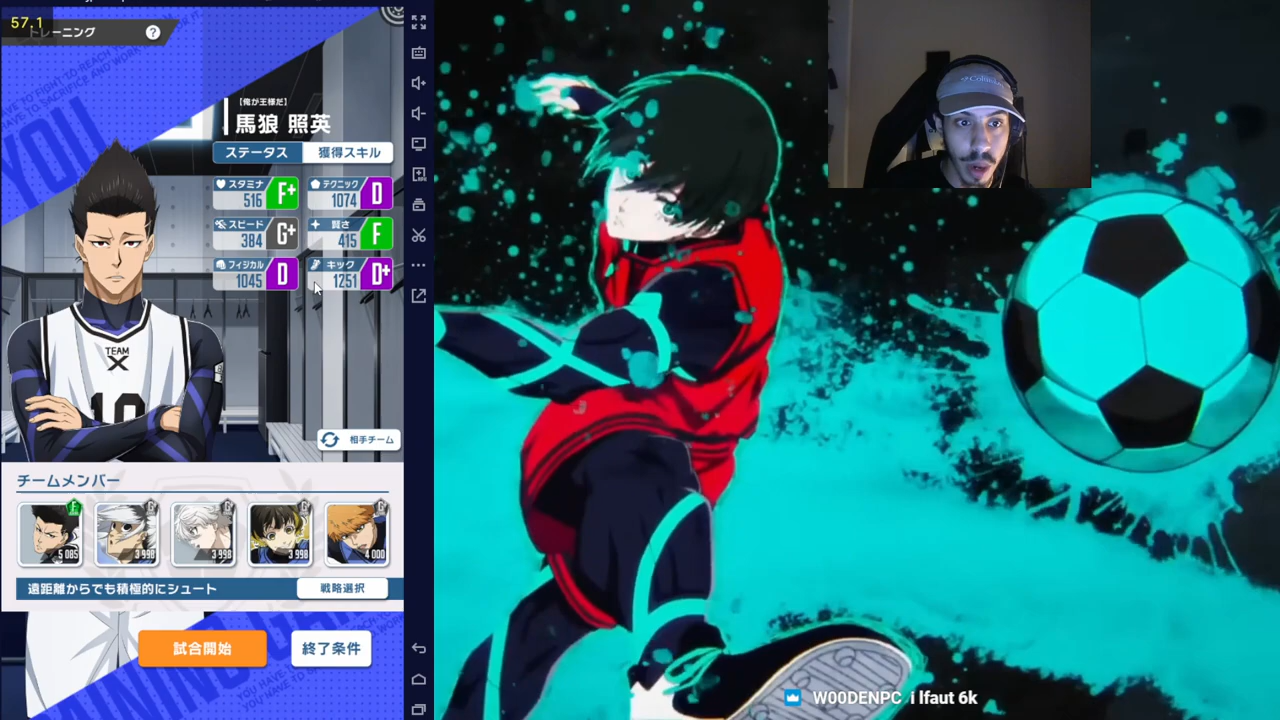 57.1
トレーニング
?
【俺が王様だ】
馬狼 照英
ステータス
獲得スキル
スタミナ
516
F+
テクニック
1074
D
スピード
384
G+
賢さ
415
F
フィジカル
1045
D
キック
1251
D+
TEAM
X
10
相手チーム
チームメンバー
F
G
G
G
G
5 085
3 998
3 998
3 998
4 000
遠距離からでも積極的にシュート
戦略選択
試合開始
終了条件
YOU
W00DENPC i lfaut 6k